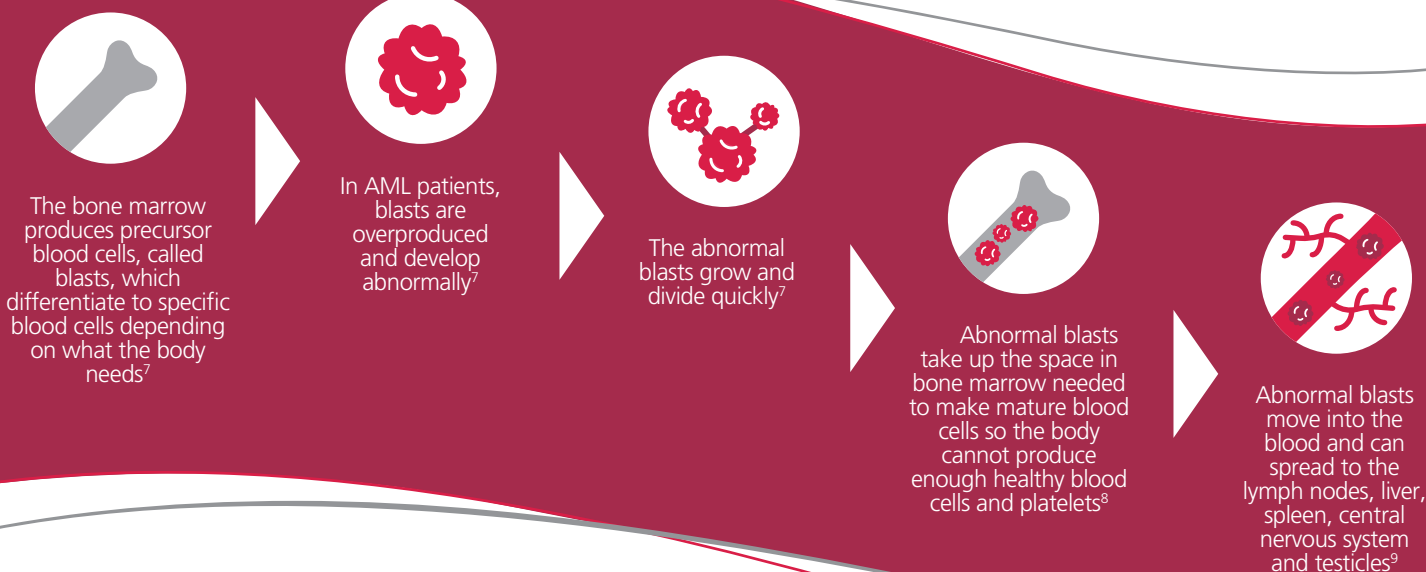 The bone marrow
produces precursor
blood cells, called
blasts, which
differentiate to specific
blood cells depending
on what the body
needs⁷
In AML patients,
blasts are
overproduced
and develop
abnormally⁷
The abnormal
blasts grow and
divide quickly⁷
Abnormal blasts
take up the space in
bone marrow needed
to make mature blood
cells so the body
cannot produce
enough healthy blood
cells and platelets⁸
Abnormal blasts
move into the
blood and can
spread to the
lymph nodes, liver,
spleen, central
nervous system
and testicles⁹